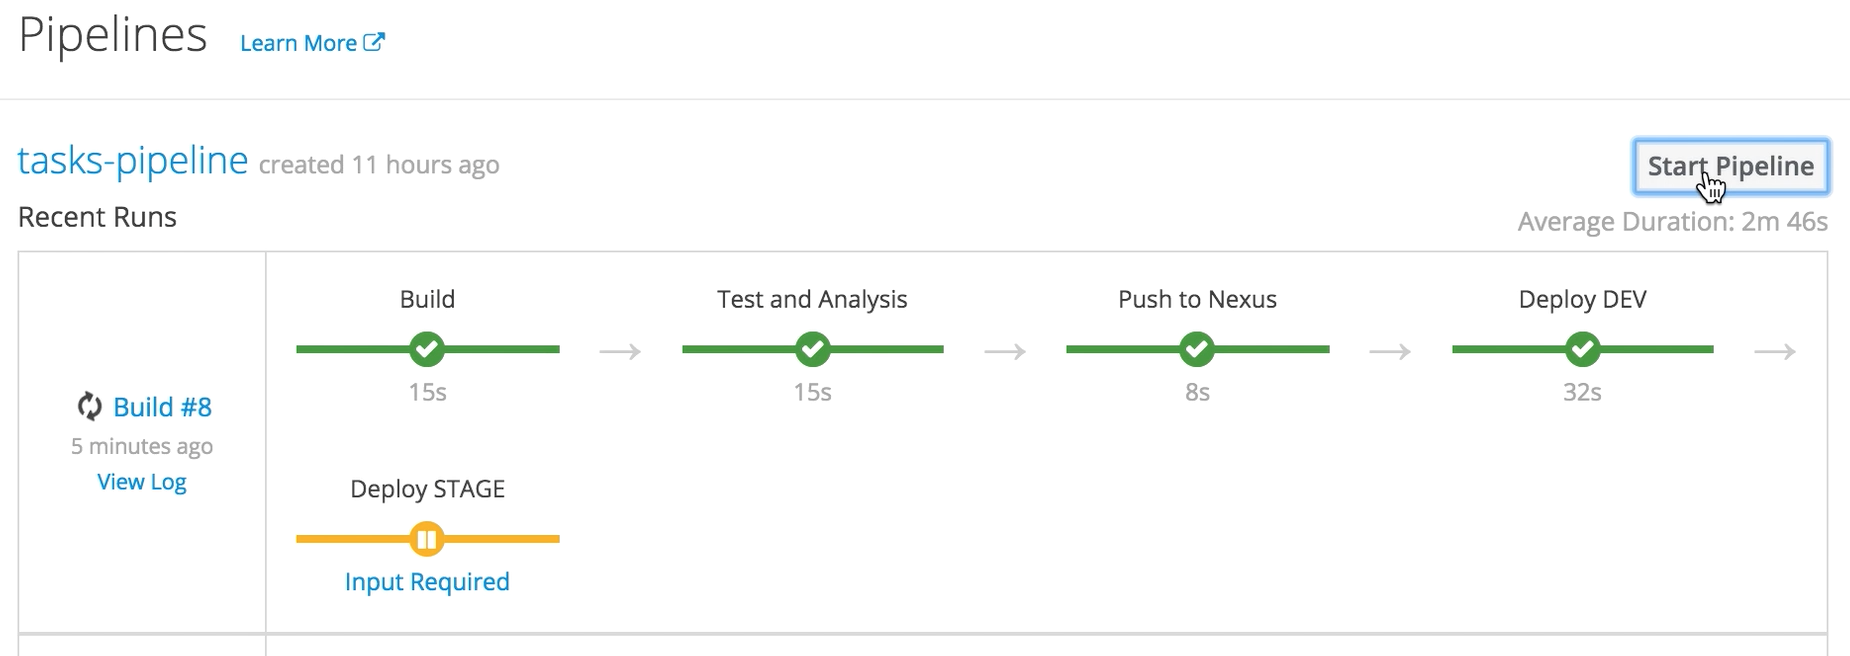 Pipelines Learn More
tasks-pipeline created 11 hours ago
Start Pipeline
Recent Runs
Average Duration: 2m 46s
Build
Test and Analysis
Push to Nexus
Deploy DEV
15s
15s
8s
32s
Build #8
5 minutes ago
View Log
Deploy STAGE
Input Required